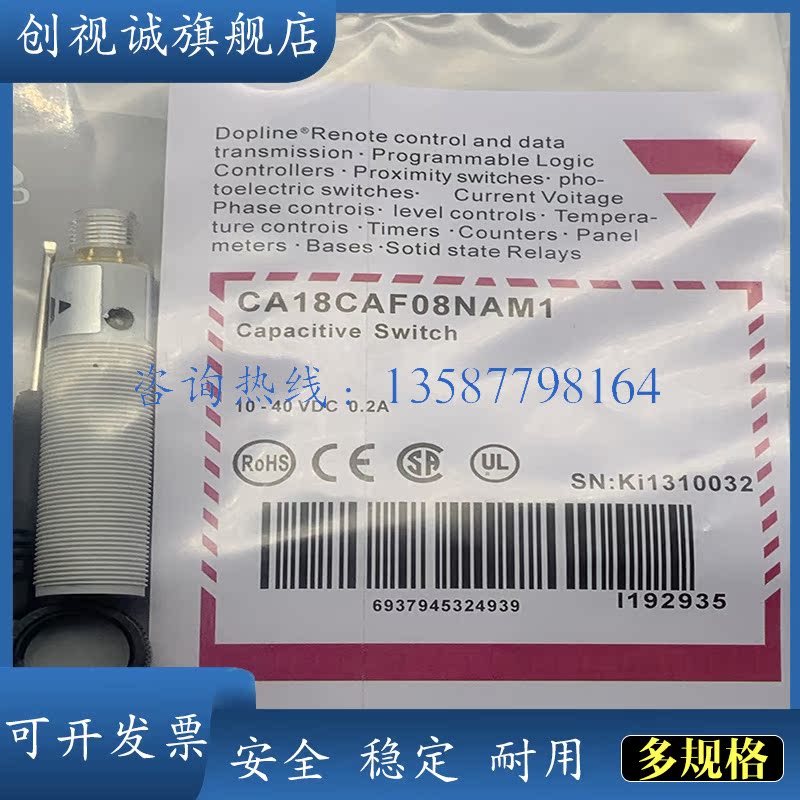 创视诚旗舰店
Dopline®Renote control and data
transmission · Programmable Logic
Controllers · Proximity switches · pho-
toelectric switches · Current Voitage
Phase controis · level controls · Tempera-
ture controis · Timers · Counters · Panel
meters · Bases · Sotid state Relays
CA18CAF08NAM1
Capacitive Switch
咨询热线：13587798164
10 - 40 VDC 0.2A
RoHS CE SA UL
SN:Ki1310032
6937945324939
I192935
可开发票
安全 稳定 耐用
多规格